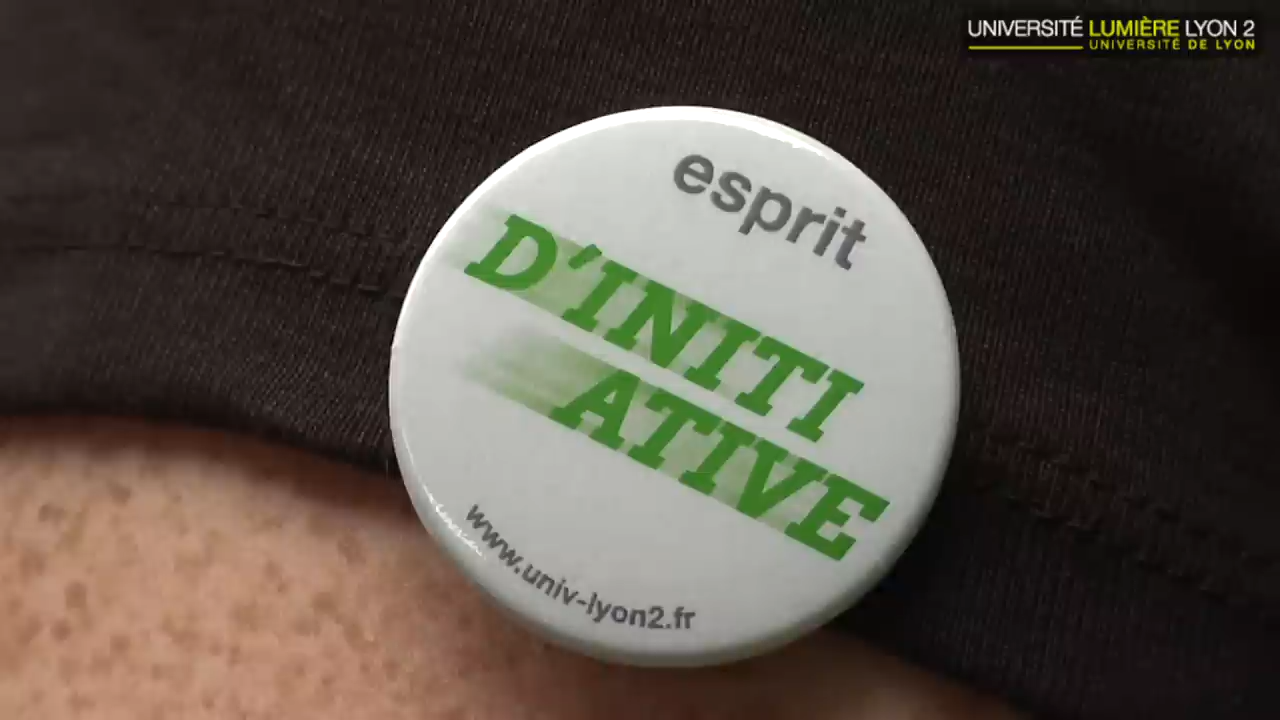 UNIVERSITÉ LUMIÈRE LYON 2
UNIVERSITÉ DE LYON
esprit
D'INITI
ATIVE
www.univ-lyon2.fr